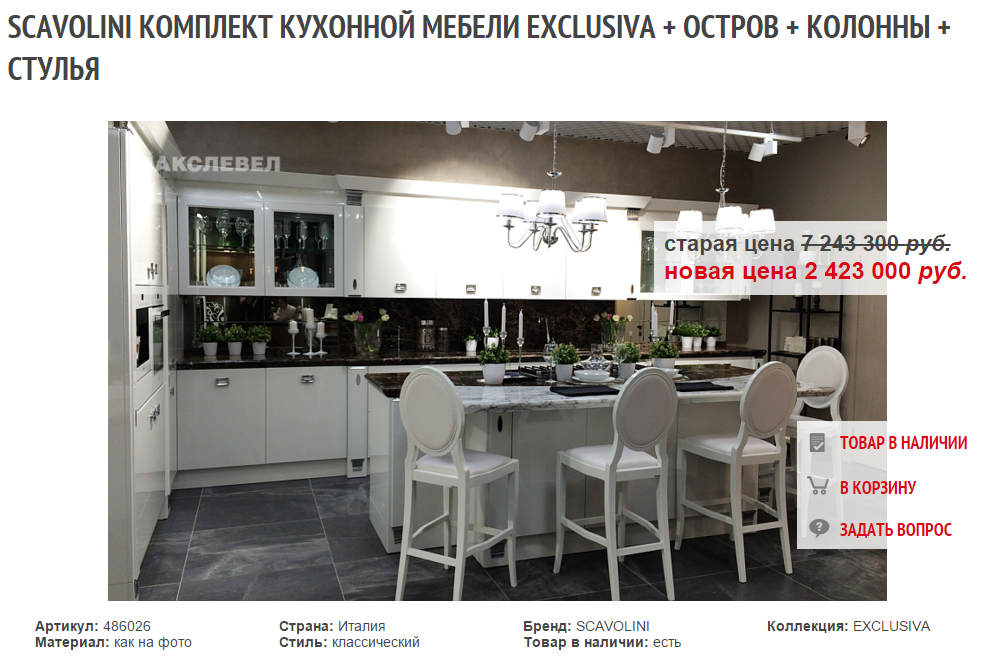 SCAVOLINI КОМПЛЕКТ КУХОННОЙ МЕБЕЛИ EXCLUSIVA + ОСТРОВ + КОЛОННЫ +
СТУЛЬЯ
АКСЛЕВЕЛ
старая цена 7 243 300 руб.
новая цена 2 423 000 руб.
ТОВАР В НАЛИЧИИ
В КОРЗИНУ
ЗАДАТЬ ВОПРОС
Артикул: 486026 Страна: Италия Бренд: SCAVOLINI Коллекция: EXCLUSIVA
Материал: как на фото Стиль: классический Товар в наличии: есть